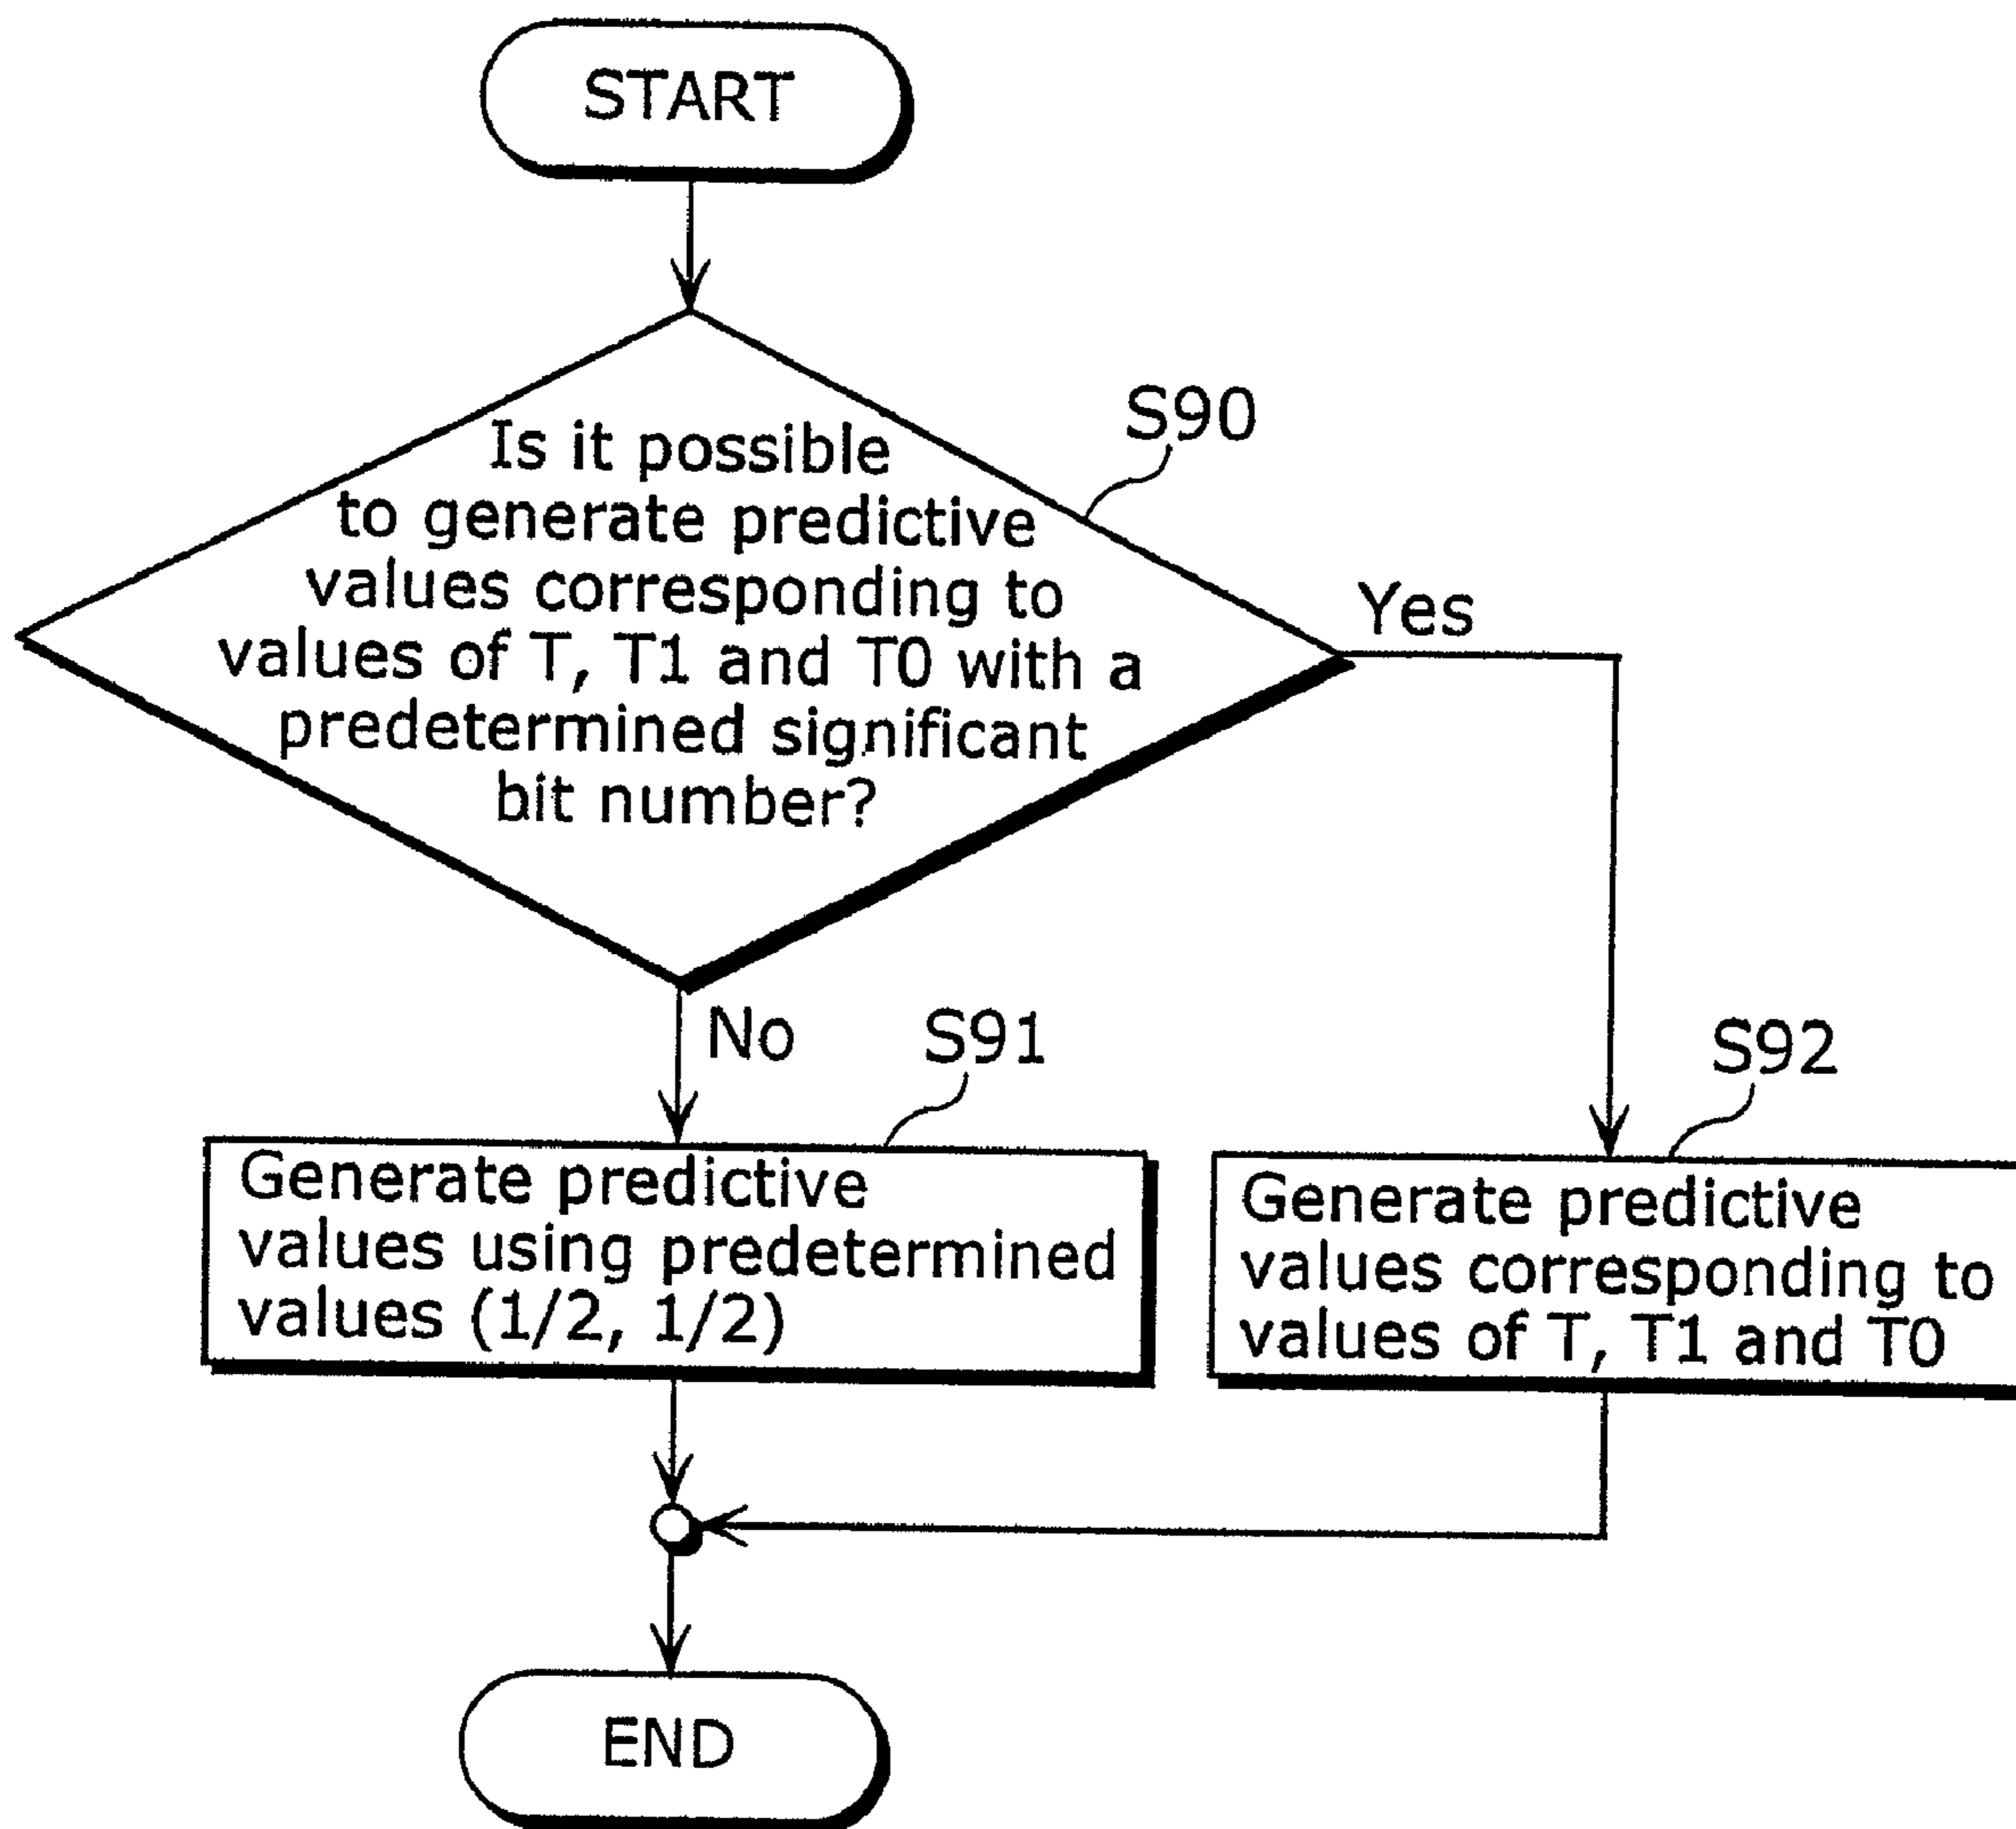 START
S90
Is it possible
to generate predictive
values corresponding to
values of T, T1 and T0 with a
predetermined significant
bit number?
Yes
No
S91
S92
Generate predictive
values using predetermined
values (1/2, 1/2)
Generate predictive
values corresponding to
values of T, T1 and T0
END